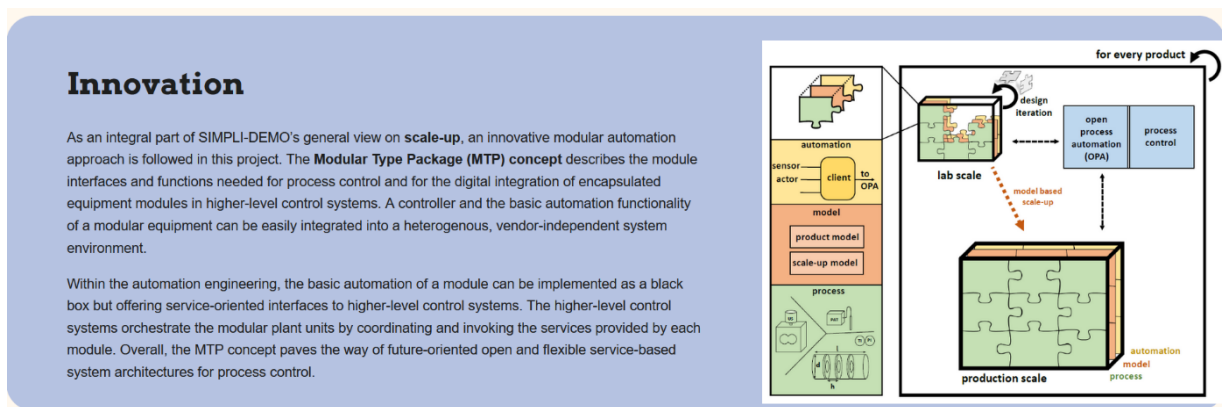 Innovation
As an integral part of SIMPLI-DEMO's general view on scale-up, an innovative modular automation
approach is followed in this project. The Modular Type Package (MTP) concept describes the module
interfaces and functions needed for process control and for the digital integration of encapsulated
equipment modules in higher-level control systems. A controller and the basic automation functionality
of a modular equipment can be easily integrated into a heterogenous, vendor-independent system
environment.
Within the automation engineering, the basic automation of a module can be implemented as a black
box but offering service-oriented interfaces to higher-level control systems. The higher-level control
systems orchestrate the modular plant units by coordinating and invoking the services provided by each
module. Overall, the MTP concept paves the way of future-oriented open and flexible service-based
system architectures for process control.
automation
sensor
actor
client
to
OPA
model
product model
scale-up model
process
d
h
for every product
design
iteration
lab scale
open
process
automation
(OPA)
process
control
model based
scale-up
production scale
automation
model
process